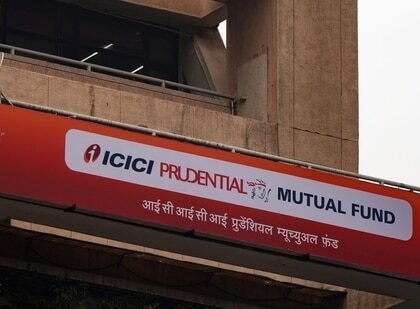 ICICI PRUDENTIAL MUTUAL FUND
आई सी आई सी आई प्रुडेंशियल म्यूच्युअल फ़ंड